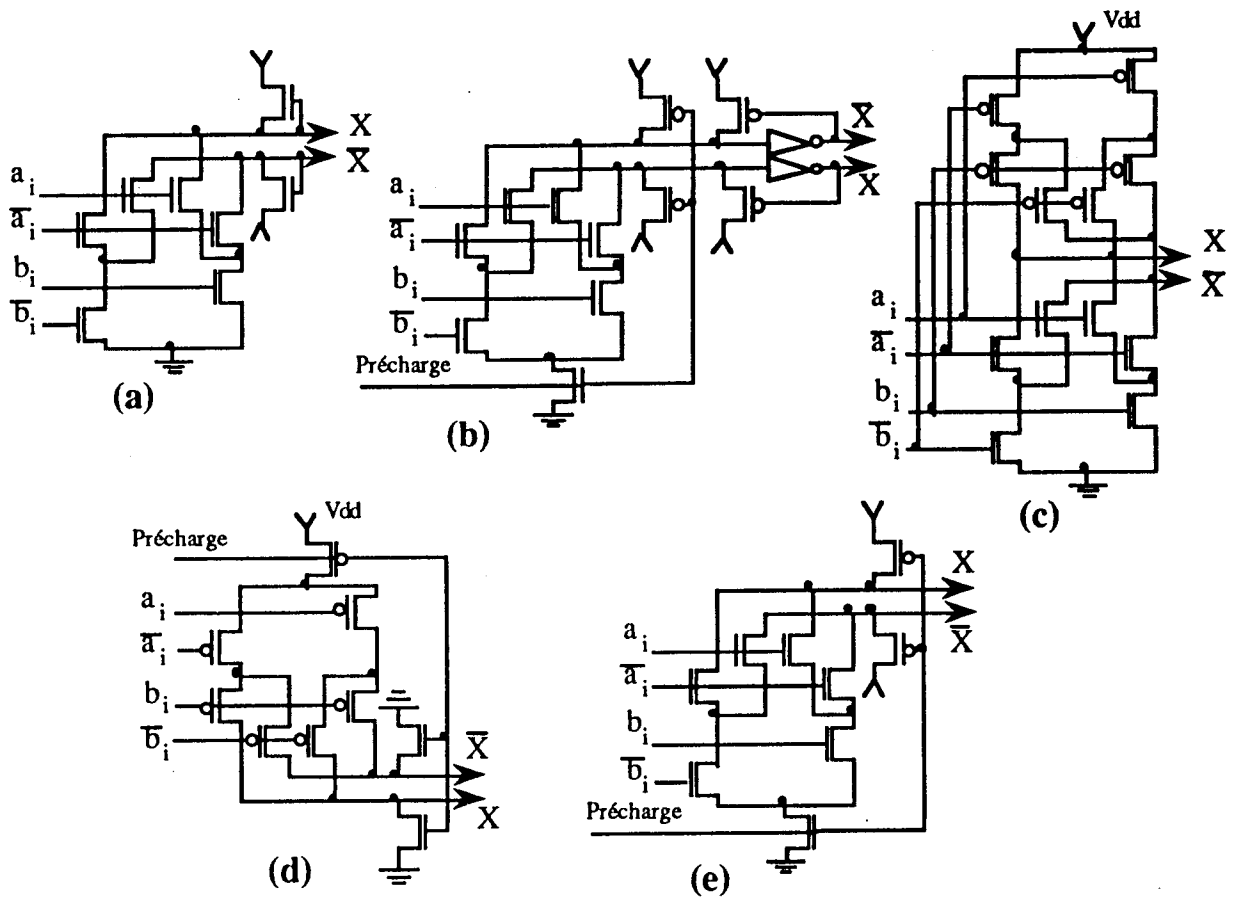 X
X̅
a i
a̅ i
b i
b̅ i
(a)
X̅
X
a i
a̅ i
b i
b̅ i
Précharge
(b)
Vdd
X
X̅
a i
a̅ i
b i
b̅ i
(c)
Vdd
Précharge
a i
a̅ i
b i
b̅ i
X̅
X
(d)
X
X̅
a i
a̅ i
b i
b̅ i
Précharge
(e)